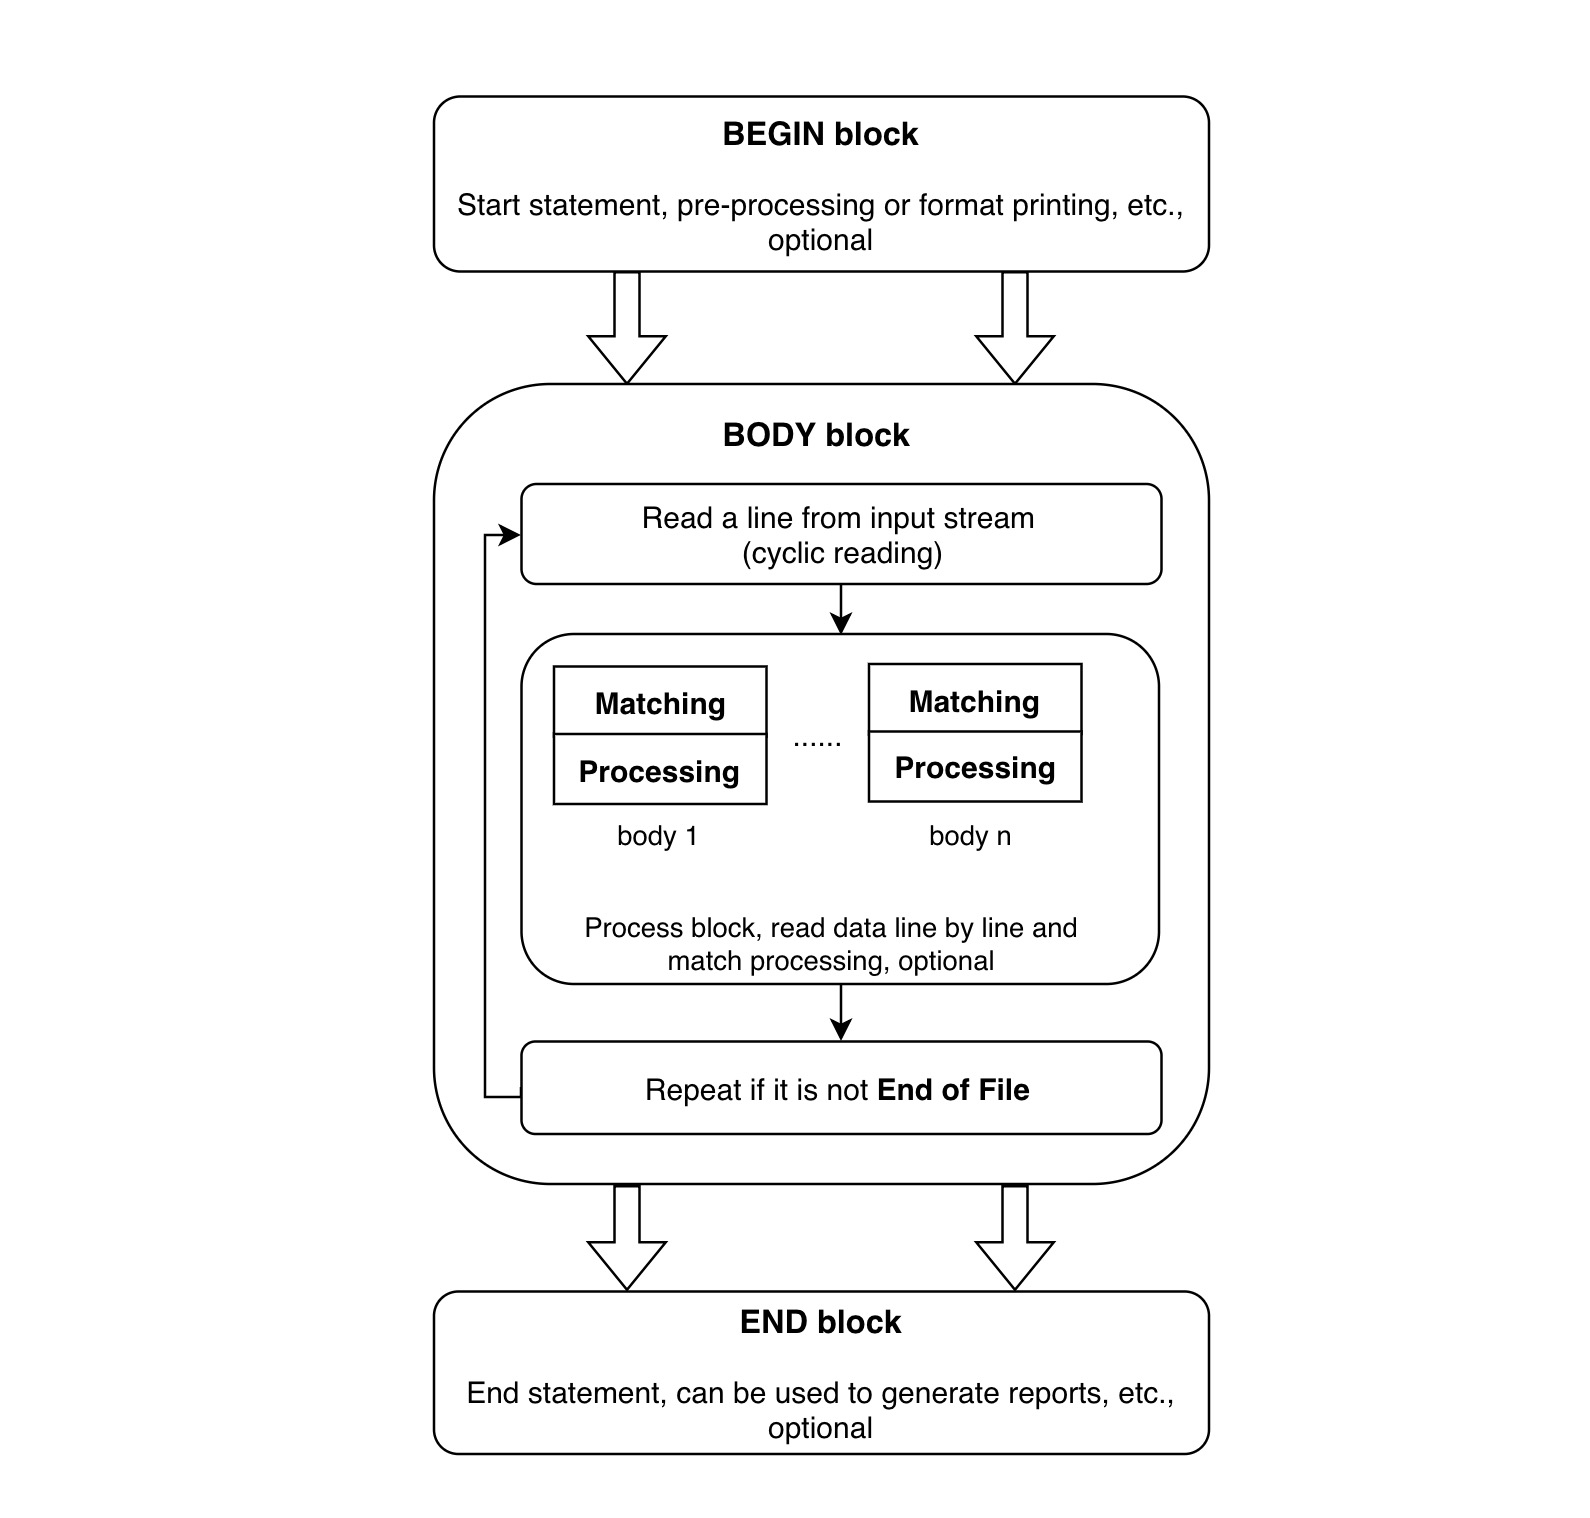 BEGIN block
Start statement, pre-processing or format printing, etc.,
optional
BODY block
Read a line from input stream
(cyclic reading)
Matching
Processing
body 1
......
Matching
Processing
body n
Process block, read data line by line and
match processing, optional
Repeat if it is not End of File
END block
End statement, can be used to generate reports, etc.,
optional